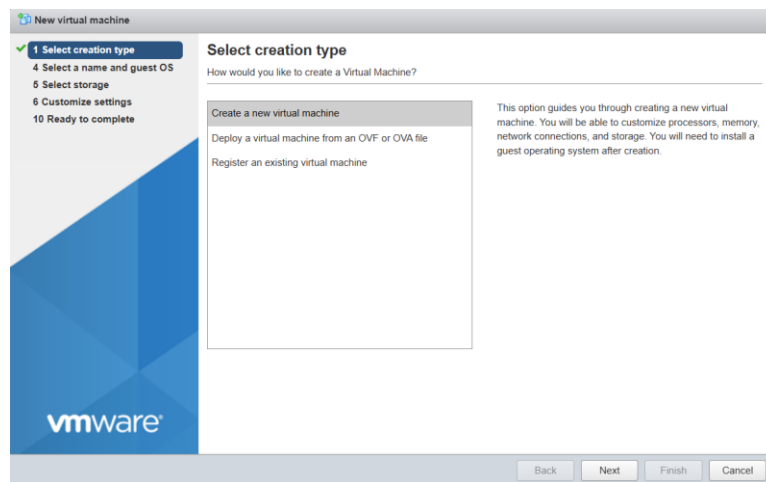 New virtual machine
1 Select creation type
4 Select a name and guest OS
5 Select storage
6 Customize settings
10 Ready to complete
Select creation type
How would you like to create a Virtual Machine?
Create a new virtual machine
Deploy a virtual machine from an OVF or OVA file
Register an existing virtual machine
This option guides you through creating a new virtual
machine. You will be able to customize processors, memory,
network connections, and storage. You will need to install a
guest operating system after creation.
vmware®
Back
Next
Finish
Cancel